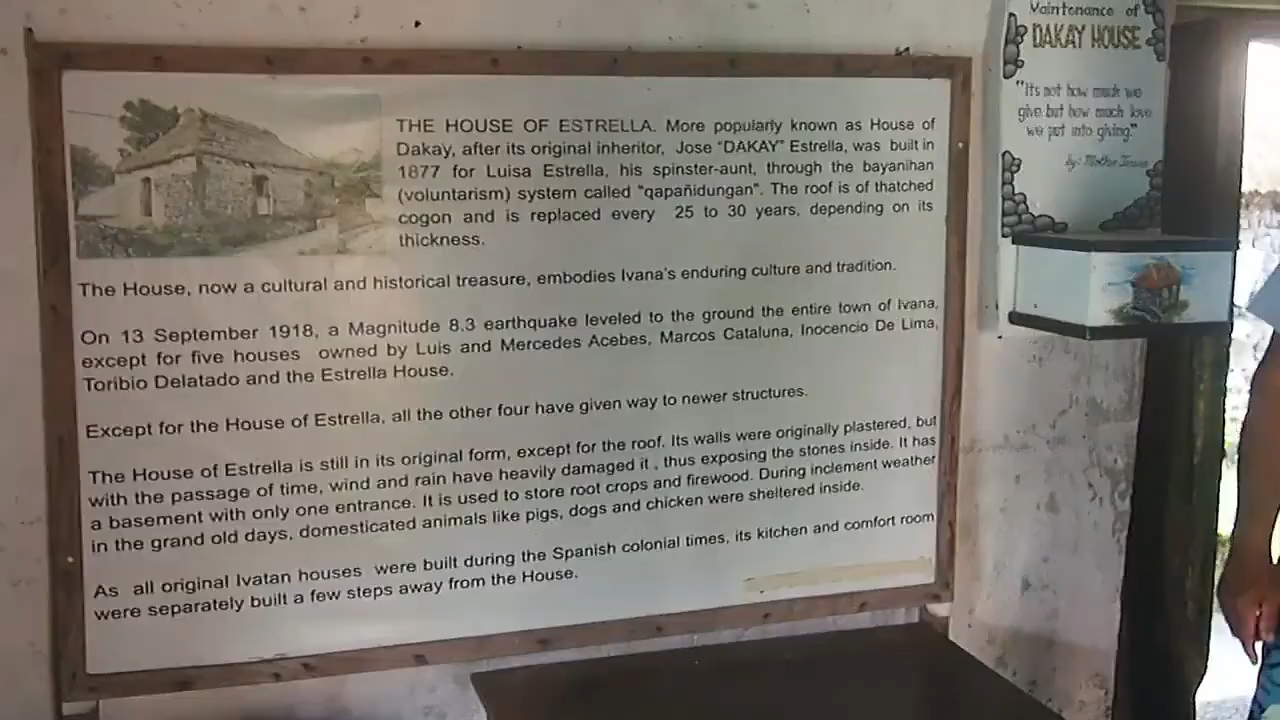 THE HOUSE OF ESTRELLA. More popularly known as House of
Dakay, after its original inheritor, Jose "DAKAY" Estrella, was built in
1877 for Luisa Estrella, his spinster-aunt, through the bayanihan
(voluntarism) system called "qapañidungan". The roof is of thatched
cogon and is replaced every 25 to 30 years, depending on its
thickness.
The House, now a cultural and historical treasure, embodies Ivana's enduring culture and tradition.
On 13 September 1918, a Magnitude 8.3 earthquake leveled to the ground the entire town of Ivana,
except for five houses owned by Luis and Mercedes Acebes, Marcos Cataluna, Inocencio De Lima,
Toribio Delatado and the Estrella House.
Except for the House of Estrella, all the other four have given way to newer structures.
The House of Estrella is still in its original form, except for the roof. Its walls were originally plastered, but
with the passage of time, wind and rain have heavily damaged it , thus exposing the stones inside. It has
a basement with only one entrance. It is used to store root crops and firewood. During inclement weather
in the grand old days, domesticated animals like pigs, dogs and chicken were sheltered inside.
As all original Ivatan houses were built during the Spanish colonial times, its kitchen and comfort room
were separately built a few steps away from the House.
Maintenance of
DAKAY HOUSE
"Its not how much we
give but how much love
we put into giving."
by: Mother Teresa